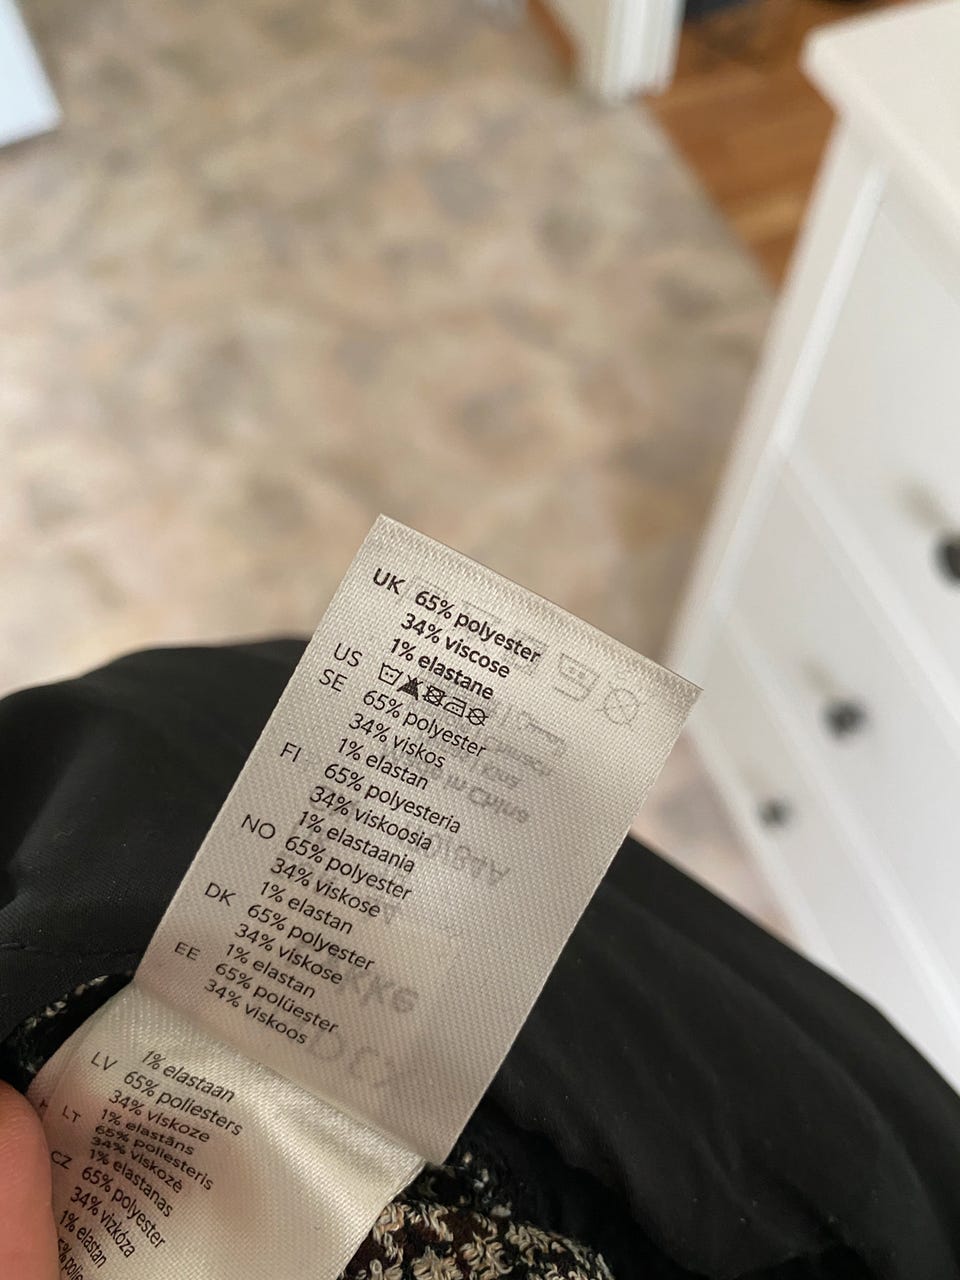 UK 65% polyester
34% viscose
1% elastane
US
SE 65% polyester
34% viskos
1% elastan
FI 65% polyesteria
34% viskoosia
1% elastaania
NO 65% polyester
34% viskose
1% elastan
DK 65% polyester
34% viskose
1% elastan
EE 65% polüester
34% viskoos
1% elastaan
LV 65% poliesters
34% viskoze
1% elastāns
LT 65% poliesteris
34% viskozė
1% elastanas
CZ 65% polyester
34% vizkóza
1% elastan